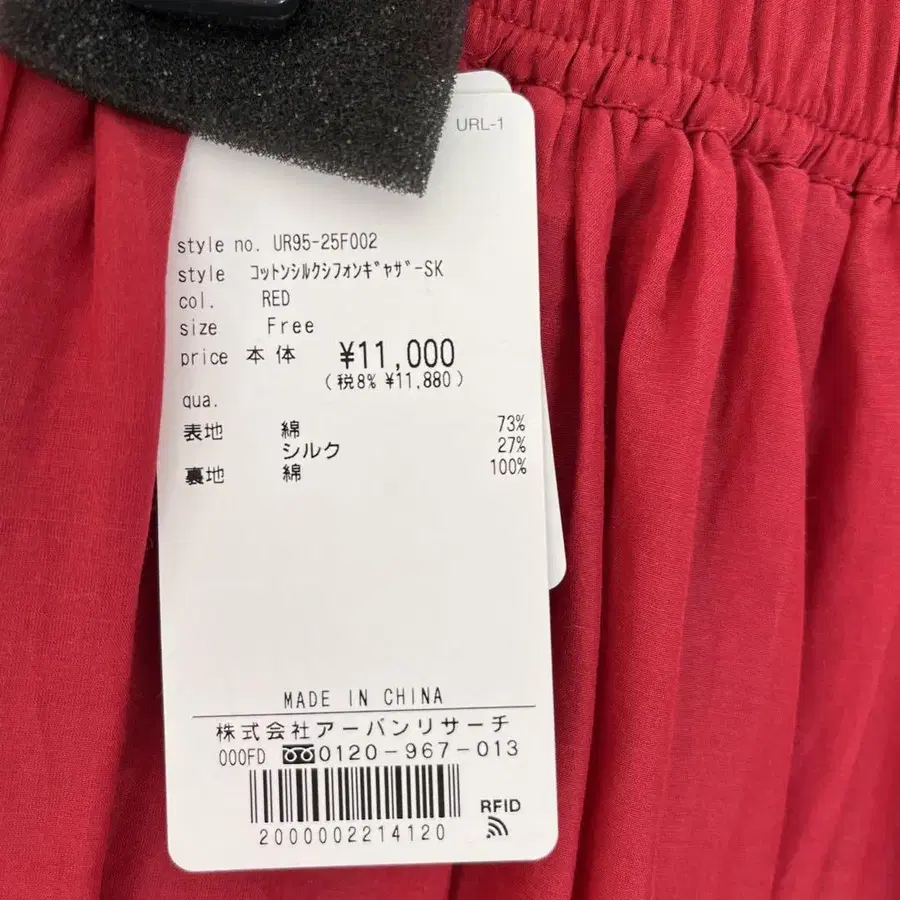 URL-1
style no. UR95-25F002
style コットンシルクシフォンギャザｰSK
col. RED
size Free
price 本体 ¥11,000
(税8% ¥11,880)
qua.
表地 綿 73%
シルク 27%
裏地 綿 100%
MADE IN CHINA
株式会社アーバンリサーチ
000FD 0120-967-013
2000002214120
RFID